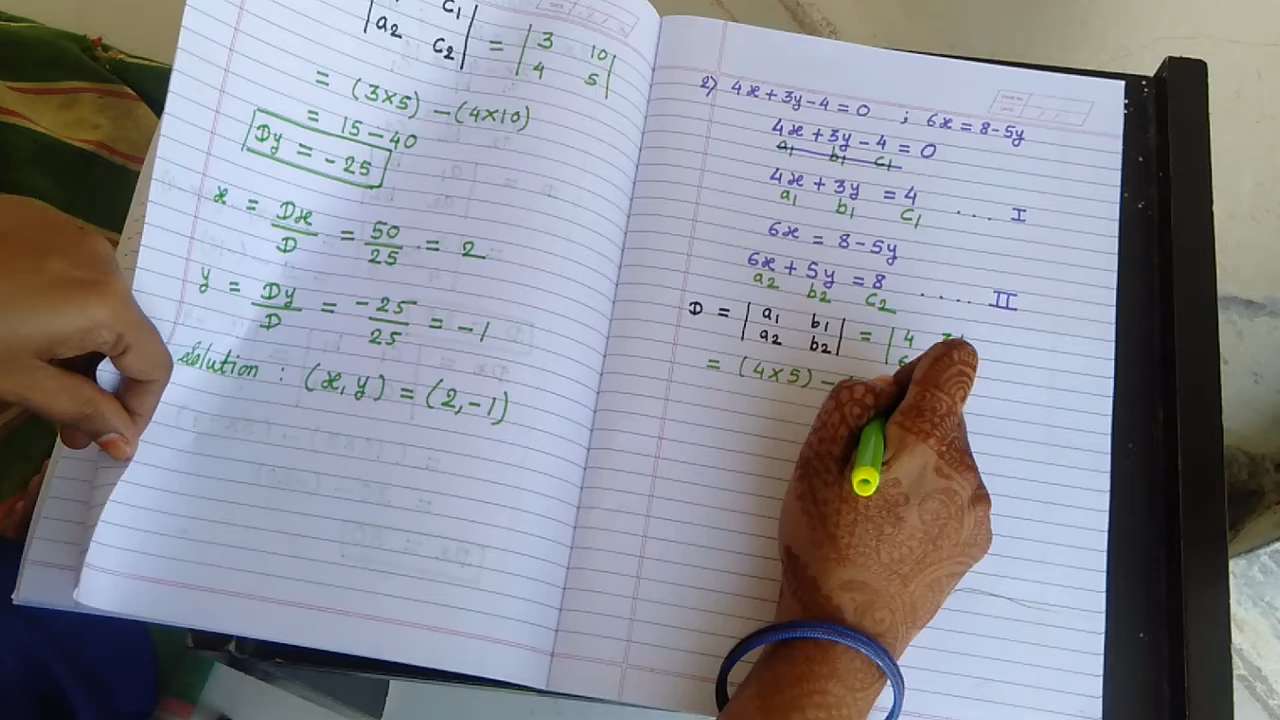 c₁
a₂ c₂ = | 3 10 |
| 4 5 |
= (3×5) - (4×10)
= 15 - 40
Dy = -25
x = Dx/D = 50/25 = 2
y = Dy/D = -25/25 = -1
Solution : (x, y) = (2, -1)
2) 4x + 3y - 4 = 0 ; 6x = 8 - 5y
4x + 3y - 4 = 0
a₁ b₁ c₁
4x + 3y = 4 .... I
a₁ b₁ c₁
6x = 8 - 5y
6x + 5y = 8 ..... II
a₂ b₂ c₂
D = | a₁ b₁ | = | 4
| a₂ b₂ |
= (4×5) -